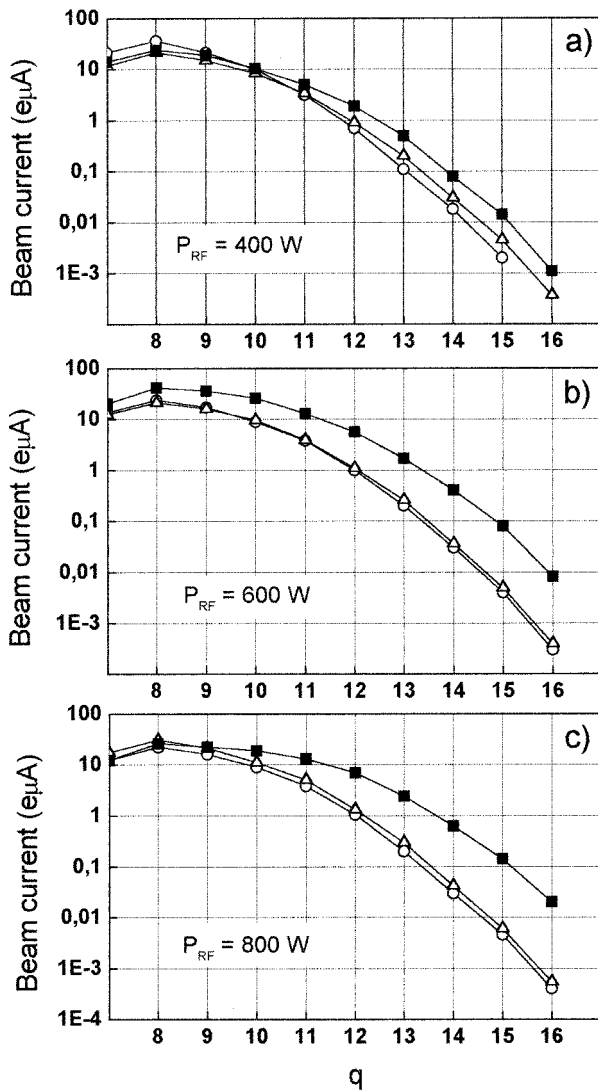 a)
100
10
1
0,1
0,01
1E-3
Beam current (eµA)
P_RF = 400 W
8 9 10 11 12 13 14 15 16
b)
100
10
1
0,1
0,01
1E-3
Beam current (eµA)
P_RF = 600 W
8 9 10 11 12 13 14 15 16
c)
100
10
1
0,1
0,01
1E-3
1E-4
Beam current (eµA)
P_RF = 800 W
8 9 10 11 12 13 14 15 16
q